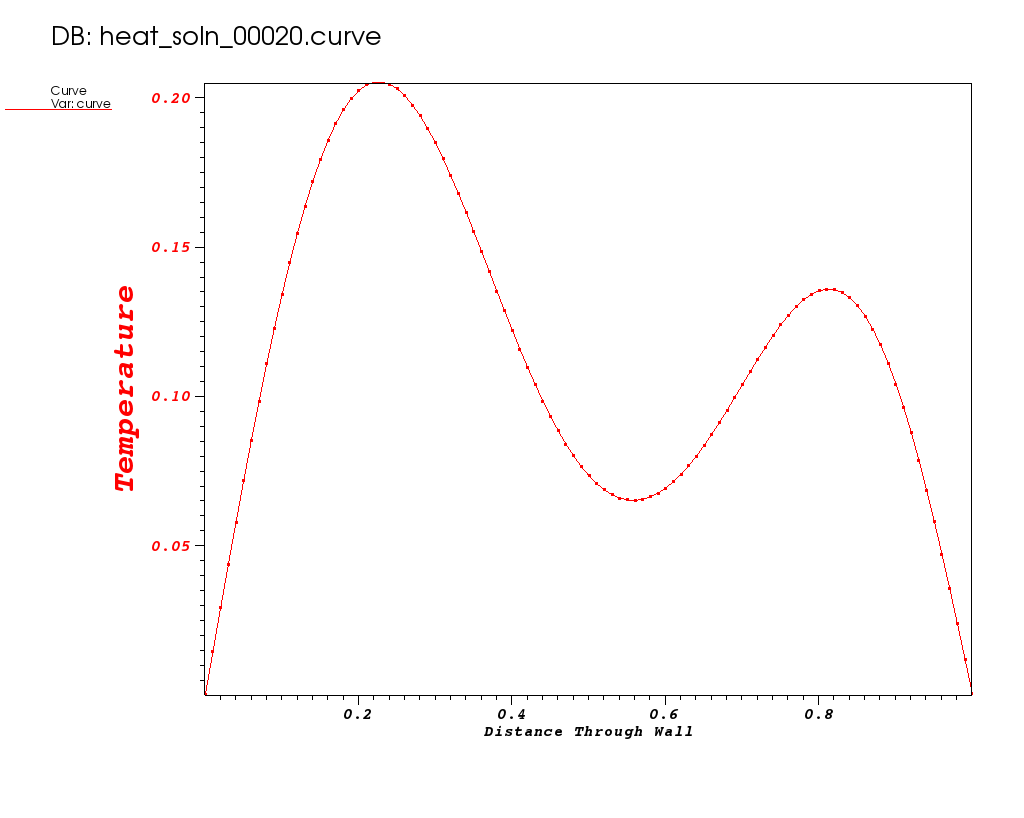 DB: heat_soln_00020.curve
Curve
Var: curve
0.20
0.15
0.10
0.05
Temperature
0.2 0.4 0.6 0.8
Distance Through Wall